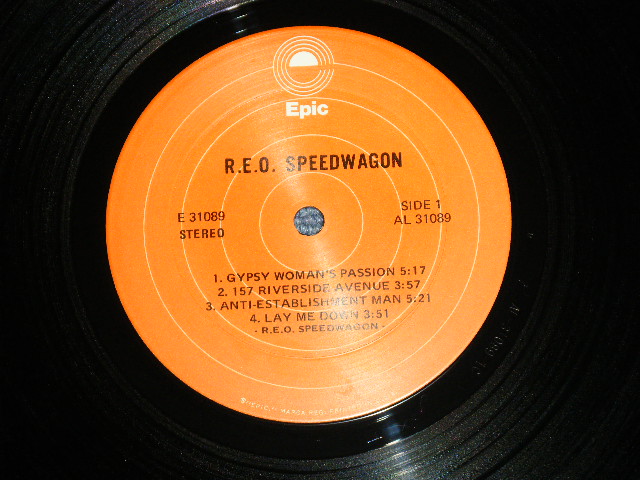 Epic
R.E.O. SPEEDWAGON
E 31089
STEREO
SIDE 1
AL 31089
1. GYPSY WOMAN'S PASSION 5:17
2. 157 RIVERSIDE AVENUE 3:57
3. ANTI-ESTABLISHMENT MAN 5:21
4. LAY ME DOWN 3:51
- R.E.O. SPEEDWAGON -